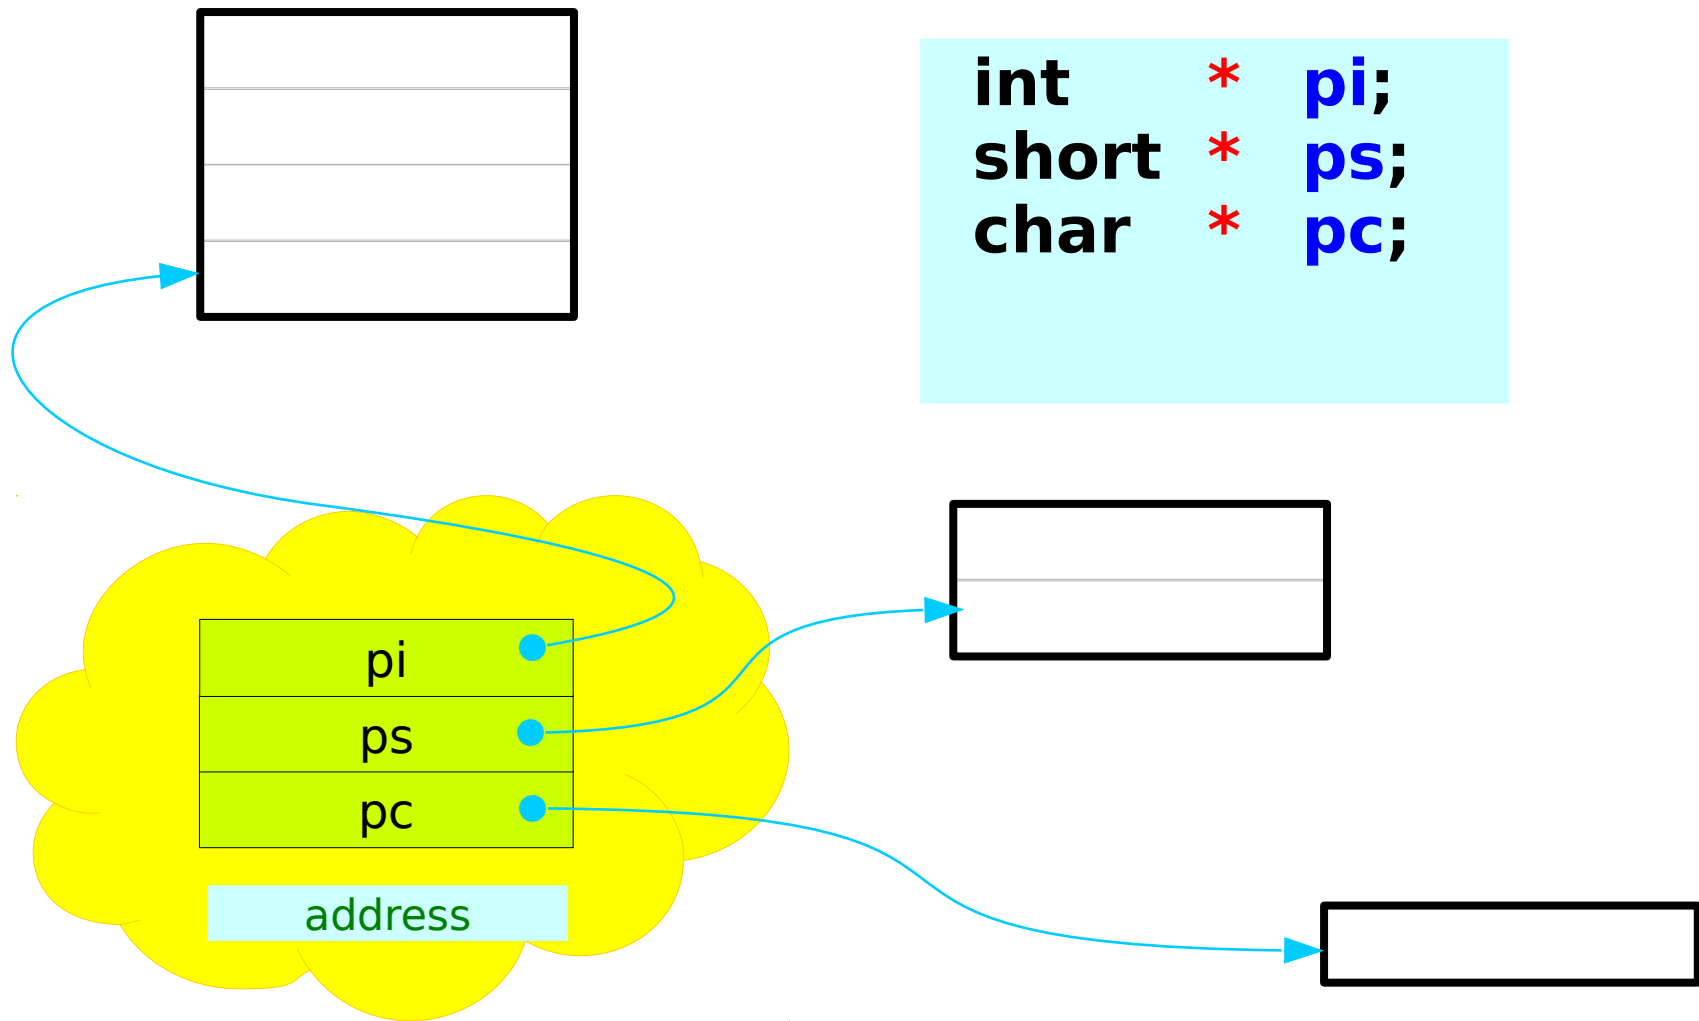 int * pi;
short * ps;
char * pc;
pi
ps
pc
address